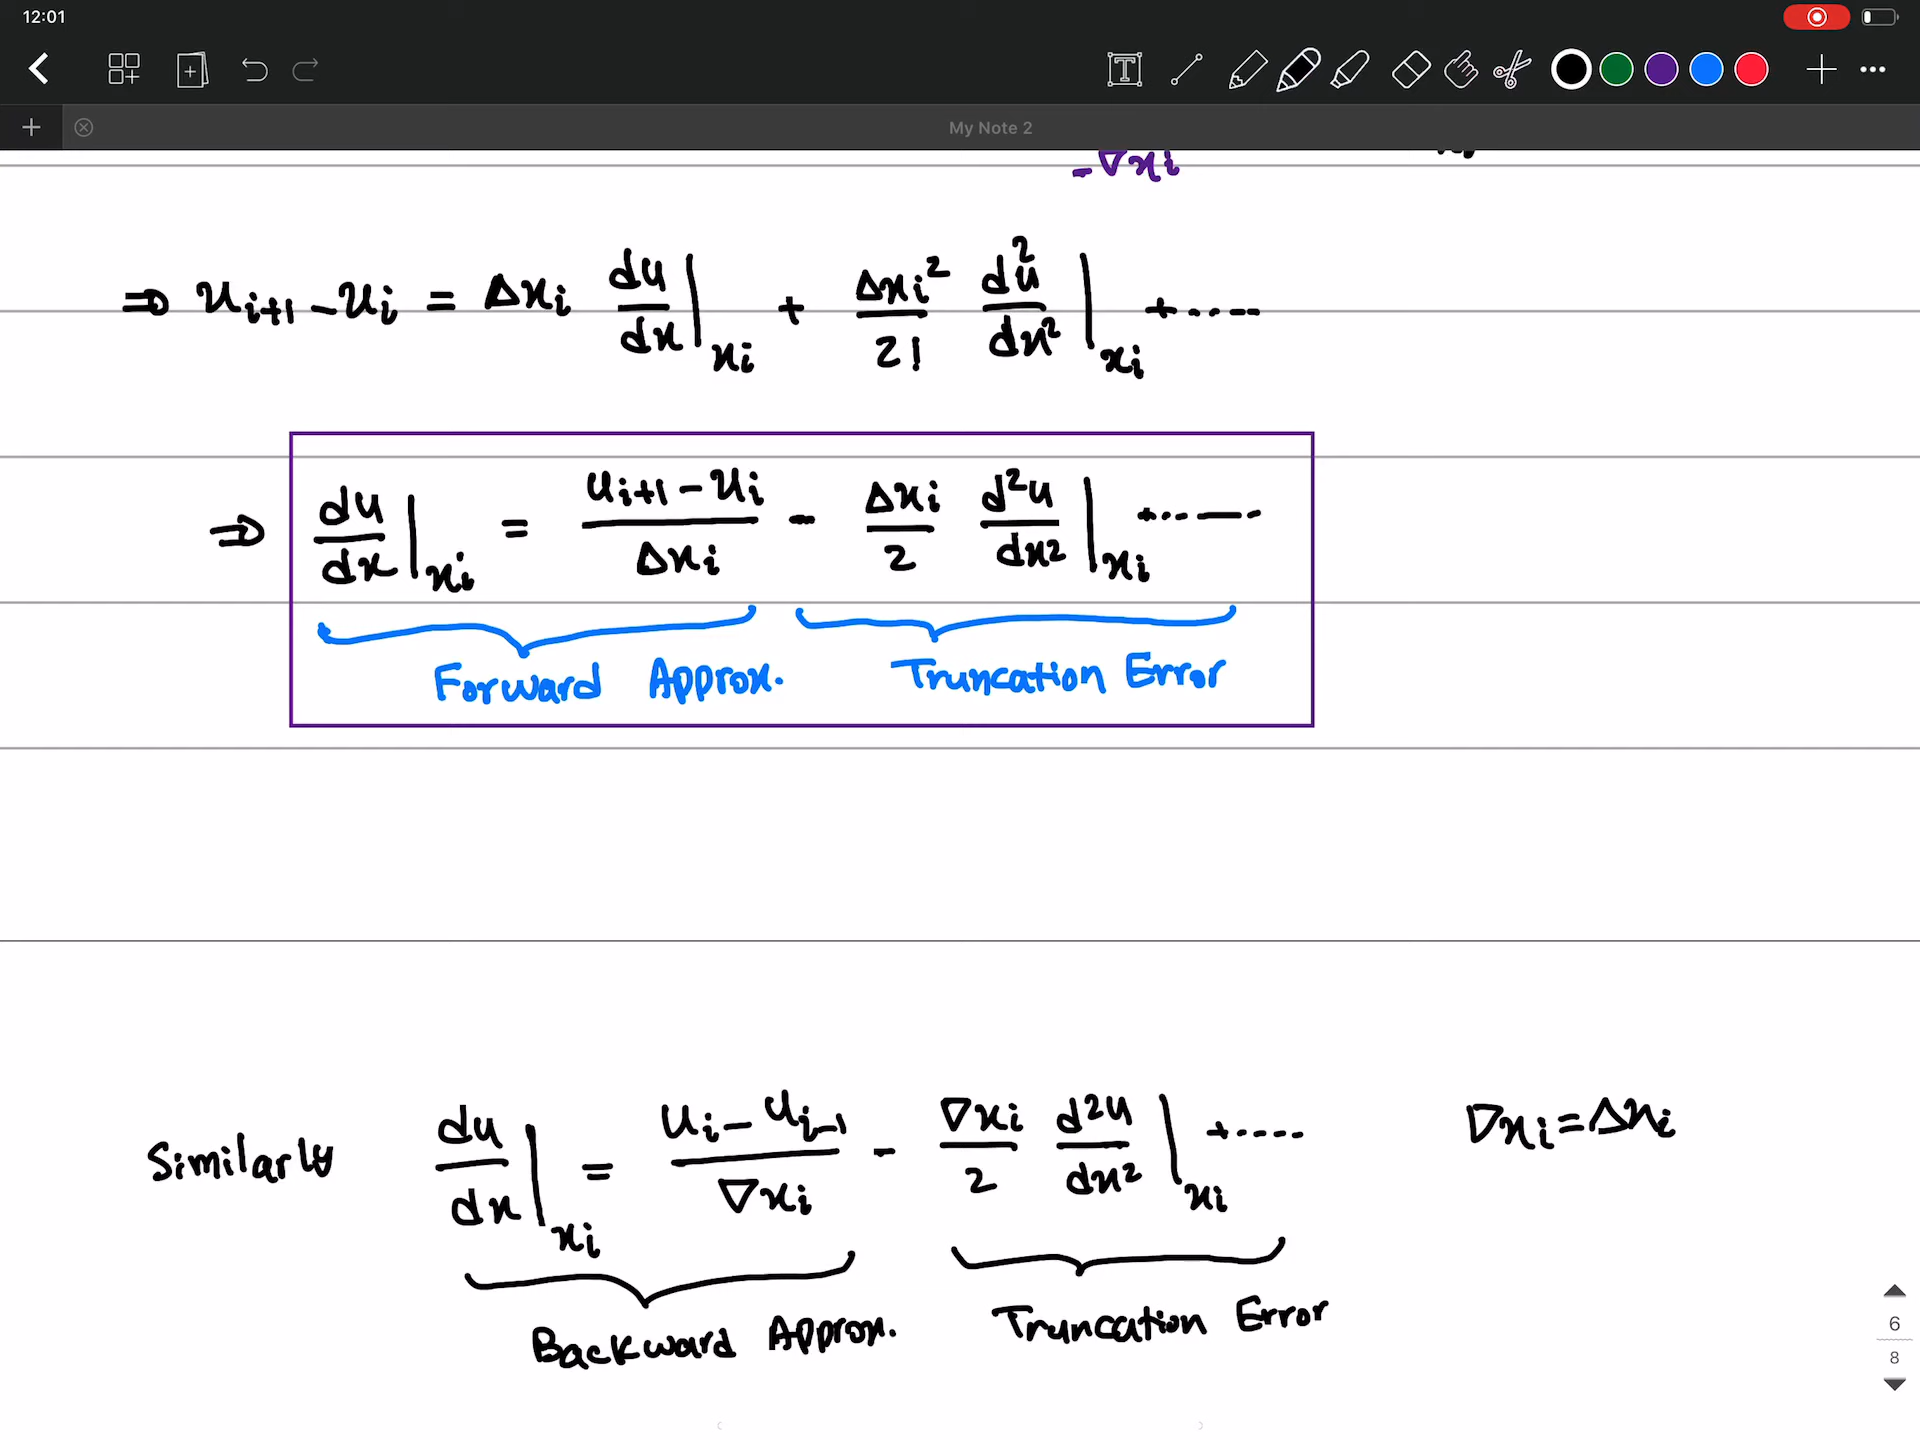 12:01
My Note 2
-∇xi
⇒ ui+1 - ui = Δxi du/dx|xi + Δxi²/2! d²u/dx²|xi + ....--
⇒ du/dx|xi = ui+1 - ui/Δxi - Δxi/2 d²u/dx²|xi +...---
Forward Approx. Truncation Error
Similarly du/dx|xi = ui - ui-1/∇xi - ∇xi/2 d²u/dx²|xi +..... ∇xi = Δxi
Backward Approx. Truncation Error
6
8